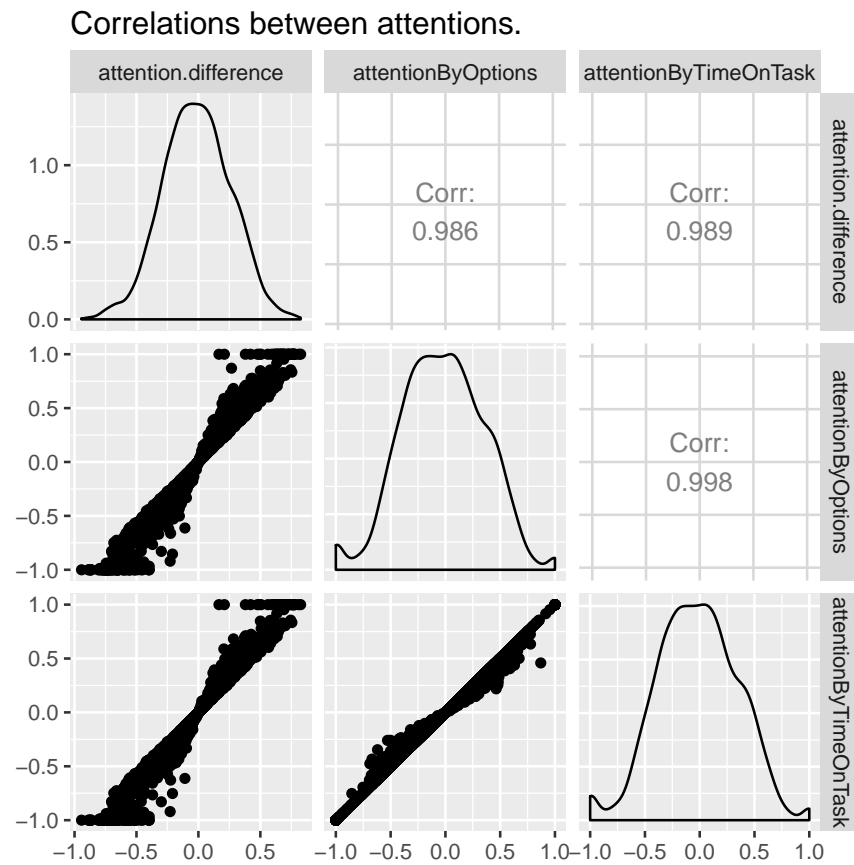 Correlations between attentions.
attention.difference
attentionByOptions
attentionByTimeOnTask
1.0
0.5
0.0
Corr:
0.986
Corr:
0.989
attention.difference
1.0
0.5
0.0
−0.5
−1.0
Corr:
0.998
attentionByOptions
1.0
0.5
0.0
−0.5
−1.0
attentionByTimeOnTask
−1.0 −0.5 0.0 0.5
−1.0 −0.5 0.0 0.5 1.0
−1.0 −0.5 0.0 0.5 1.0